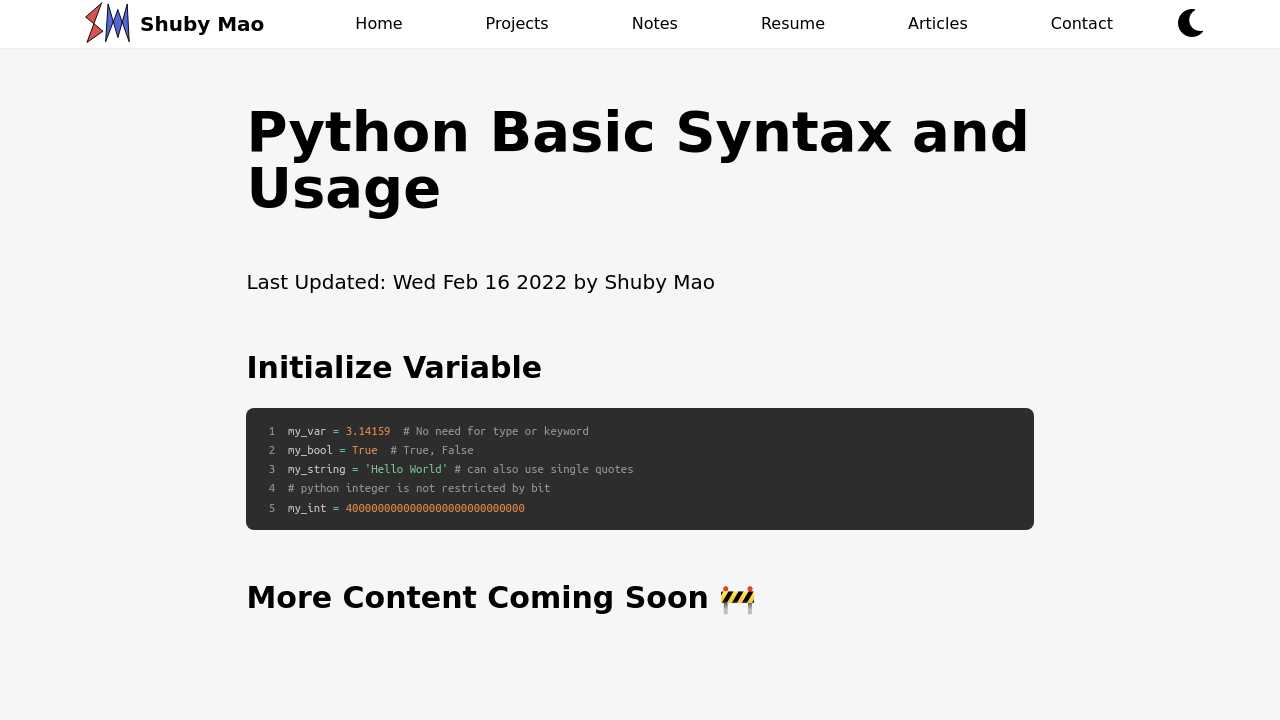 Shuby Mao
Home
Projects
Notes
Resume
Articles
Contact
Python Basic Syntax and
Usage
Last Updated: Wed Feb 16 2022 by Shuby Mao
Initialize Variable
1 my_var = 3.14159  # No need for type or keyword
2 my_bool = True  # True, False
3 my_string = 'Hello World' # can also use single quotes
4 # python integer is not restricted by bit
5 my_int = 4000000000000000000000000000
More Content Coming Soon 🚧